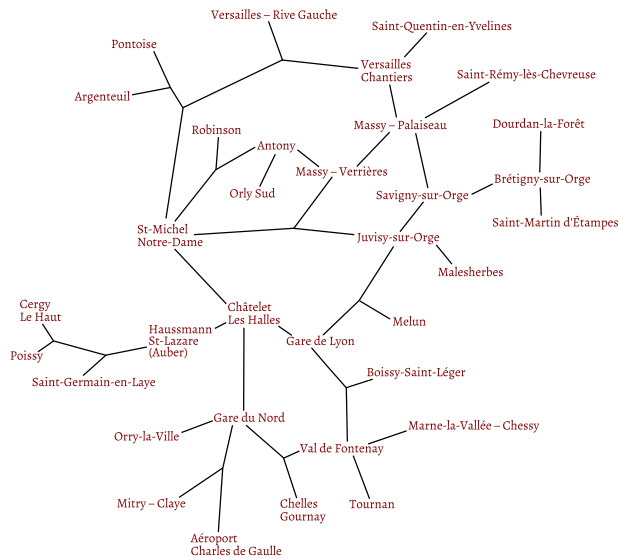 Versailles – Rive Gauche
Saint-Quentin-en-Yvelines
Pontoise
Versailles
Chantiers
Saint-Rémy-lès-Chevreuse
Argenteuil
Massy – Palaiseau
Dourdan-la-Forêt
Robinson
Antony
Massy – Verrières
Brétigny-sur-Orge
Orly Sud
Savigny-sur-Orge
Saint-Martin d'Étampes
St-Michel
Notre-Dame
Juvisy-sur-Orge
Malesherbes
Cergy
Le Haut
Châtelet
Les Halles
Melun
Haussmann
St-Lazare
(Auber)
Gare de Lyon
Poissy
Saint-Germain-en-Laye
Boissy-Saint-Léger
Gare du Nord
Marne-la-Vallée – Chessy
Orry-la-Ville
Val de Fontenay
Mitry – Claye
Chelles
Gournay
Tournan
Aéroport
Charles de Gaulle